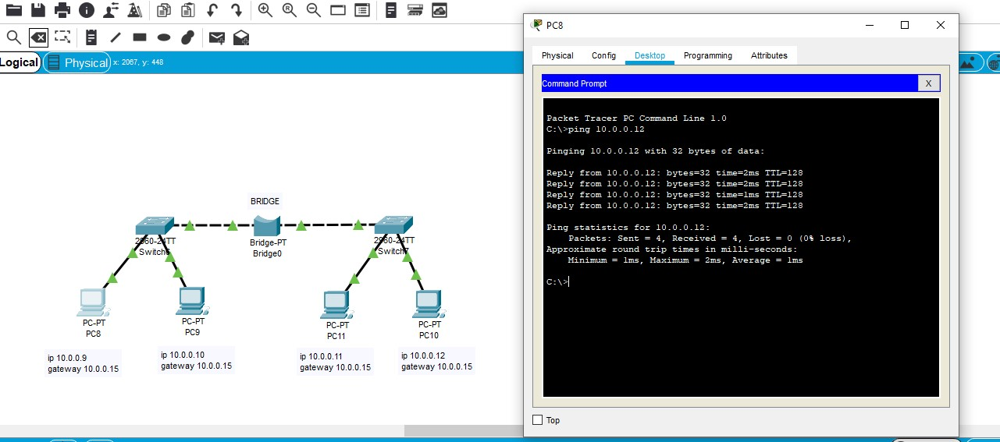 Logical
Physical
x: 2067, y: 448
BRIDGE
2960-24TT
Switch6
Bridge-PT
Bridge0
2960-24TT
Switch7
PC-PT
PC8
PC-PT
PC9
PC-PT
PC11
PC-PT
PC10
ip 10.0.0.9
gateway 10.0.0.15
ip 10.0.0.10
gateway 10.0.0.15
ip 10.0.0.11
gateway 10.0.0.15
ip 10.0.0.12
gateway 10.0.0.15
PC8
Physical Config Desktop Programming Attributes
Command Prompt X
Packet Tracer PC Command Line 1.0
C:\>ping 10.0.0.12
Pinging 10.0.0.12 with 32 bytes of data:
Reply from 10.0.0.12: bytes=32 time=2ms TTL=128
Reply from 10.0.0.12: bytes=32 time=2ms TTL=128
Reply from 10.0.0.12: bytes=32 time=1ms TTL=128
Reply from 10.0.0.12: bytes=32 time=2ms TTL=128
Ping statistics for 10.0.0.12:
Packets: Sent = 4, Received = 4, Lost = 0 (0% loss),
Approximate round trip times in milli-seconds:
Minimum = 1ms, Maximum = 2ms, Average = 1ms
C:\>
Top